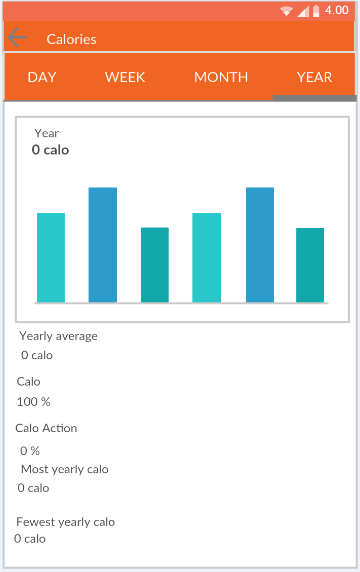 4.00
Calories
DAY WEEK MONTH YEAR
Year
0 calo
Yearly average
0 calo
Calo
100 %
Calo Action
0 %
Most yearly calo
0 calo
Fewest yearly calo
0 calo